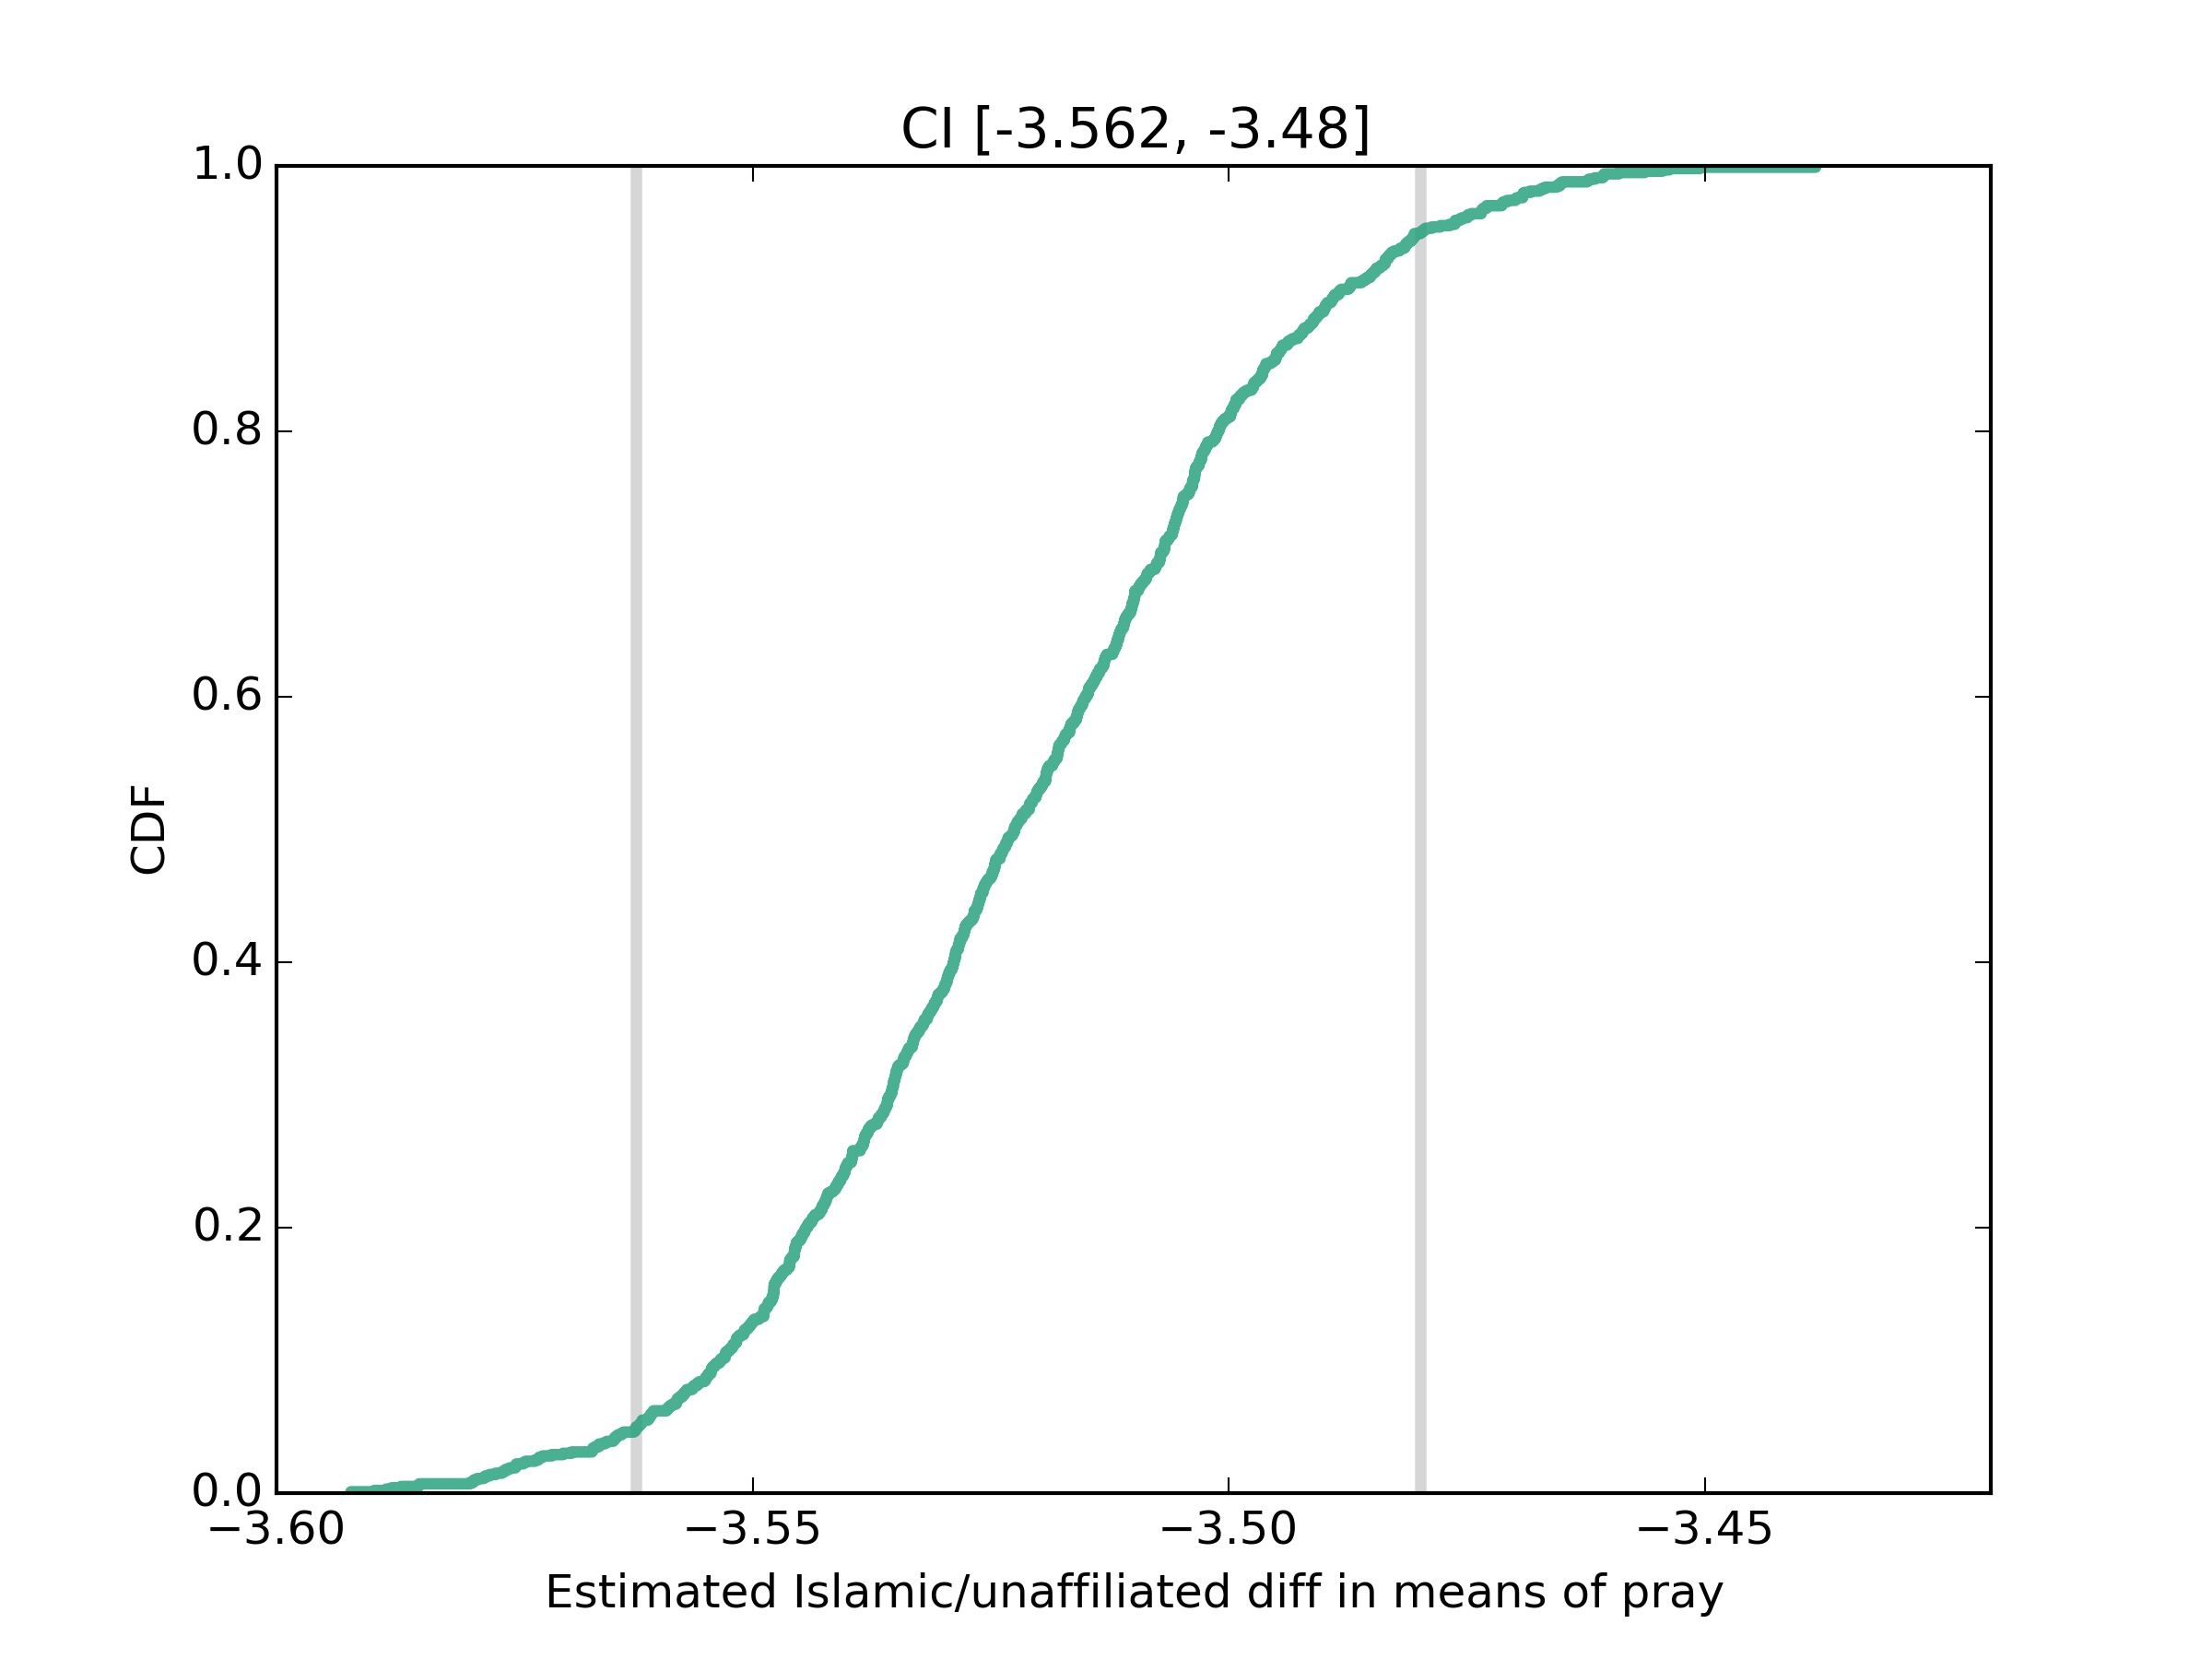 CI [-3.562, -3.48]
1.0
0.8
0.6
0.4
0.2
0.0
CDF
−3.60 −3.55 −3.50 −3.45
Estimated Islamic/unaffiliated diff in means of pray